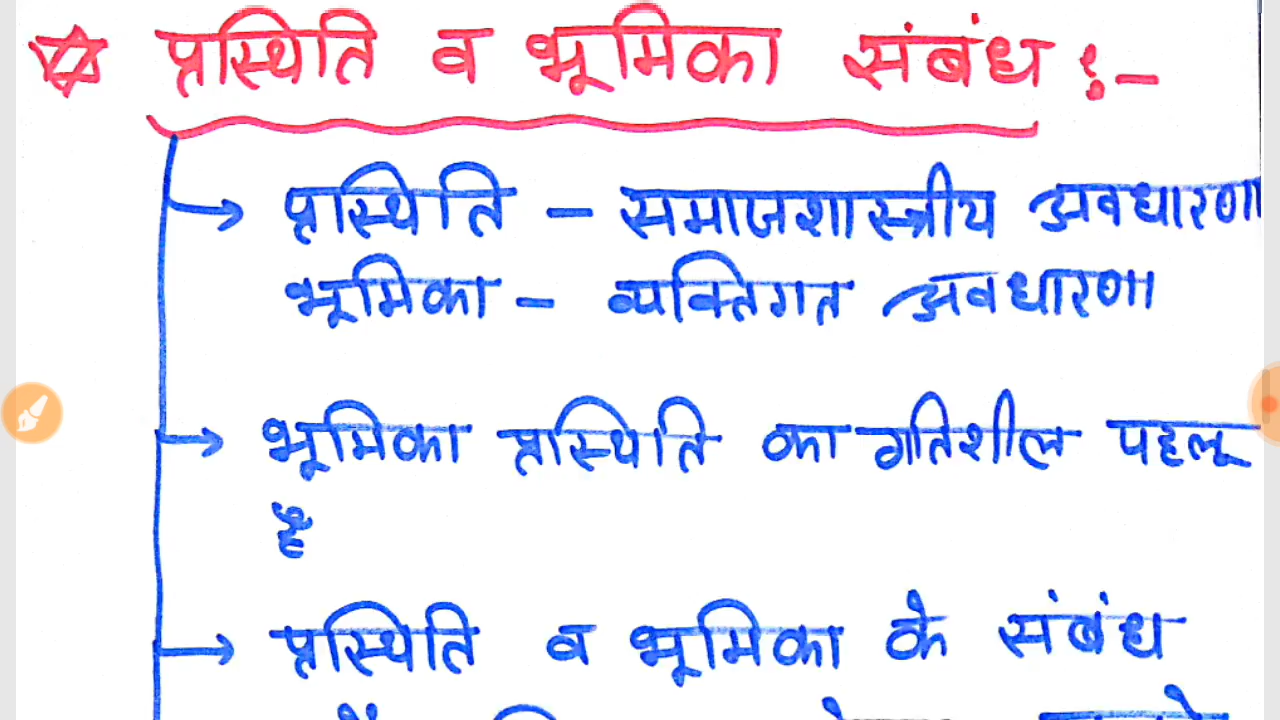 ☆ प्रस्थिति व भूमिका संबंध :-
→ प्रस्थिति - समाजशास्त्रीय अवधारणा
भूमिका - व्यक्तिगत अवधारणा
→ भूमिका प्रस्थिति का गतिशील पहलू
है
→ प्रस्थिति व भूमिका के संबंध